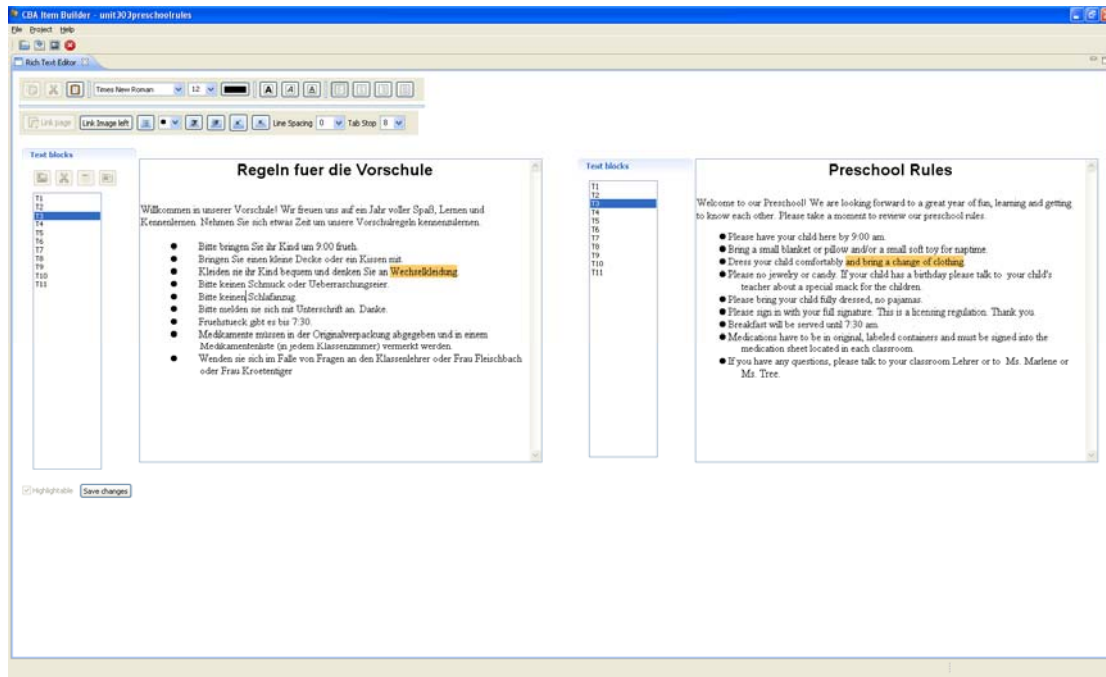 CBA Item Builder - unit303preschoolrules
File Project Help
Rich Text Editor
Times New Roman 12 A A A
Link page Link Image left Line Spacing 0 Tab Stop 8
Text blocks
T1
T2
T3
T4
T5
T6
T7
T8
T9
T10
T11
Regeln fuer die Vorschule
Willkommen in unserer Vorschule! Wir freuen uns auf ein Jahr voller Spaß, Lernen und
Kennenlernen. Nehmen Sie sich etwas Zeit um unsere Vorschulregeln kennenzulernen.
● Bitte bringen Sie ihr Kind um 9:00 frueh.
● Bringen Sie einen kleine Decke oder ein Kissen mit.
● Kleiden sie ihr Kind bequem und denken Sie an Wechselkleidung.
● Bitte keinen Schmuck oder Ueberraschungseier.
● Bitte keinen Schlafanzug.
● Bitte melden sie sich mit Unterschrift an. Danke.
● Fruehstueck gibt es bis 7:30.
● Medikamente müssen in der Originalverpackung abgegeben und in einem
Medikamentenliste (in jedem Klassenzimmer) vermerkt werden.
● Wenden sie sich im Falle von Fragen an den Klassenlehrer oder Frau Fleischbach
oder Frau Kroetentiger
Highlightable Save changes
Text blocks
T1
T2
T3
T4
T5
T6
T7
T8
T9
T10
T11
Preschool Rules
Welcome to our Preschool! We are looking forward to a great year of fun, learning and getting
to know each other. Please take a moment to review our preschool rules.
● Please have your child here by 9:00 am.
● Bring a small blanket or pillow and/or a small soft toy for naptime.
● Dress your child comfortably and bring a change of clothing.
● Please no jewelry or candy. If your child has a birthday please talk to your child's
teacher about a special snack for the children.
● Please bring your child fully dressed, no pajamas.
● Please sign in with your full signature. This is a licensing regulation. Thank you.
● Breakfast will be served until 7:30 am.
● Medications have to be in original, labeled containers and must be signed into the
medication sheet located in each classroom.
● If you have any questions, please talk to your classroom Lehrer or to Ms. Marlene or
Ms. Tree.